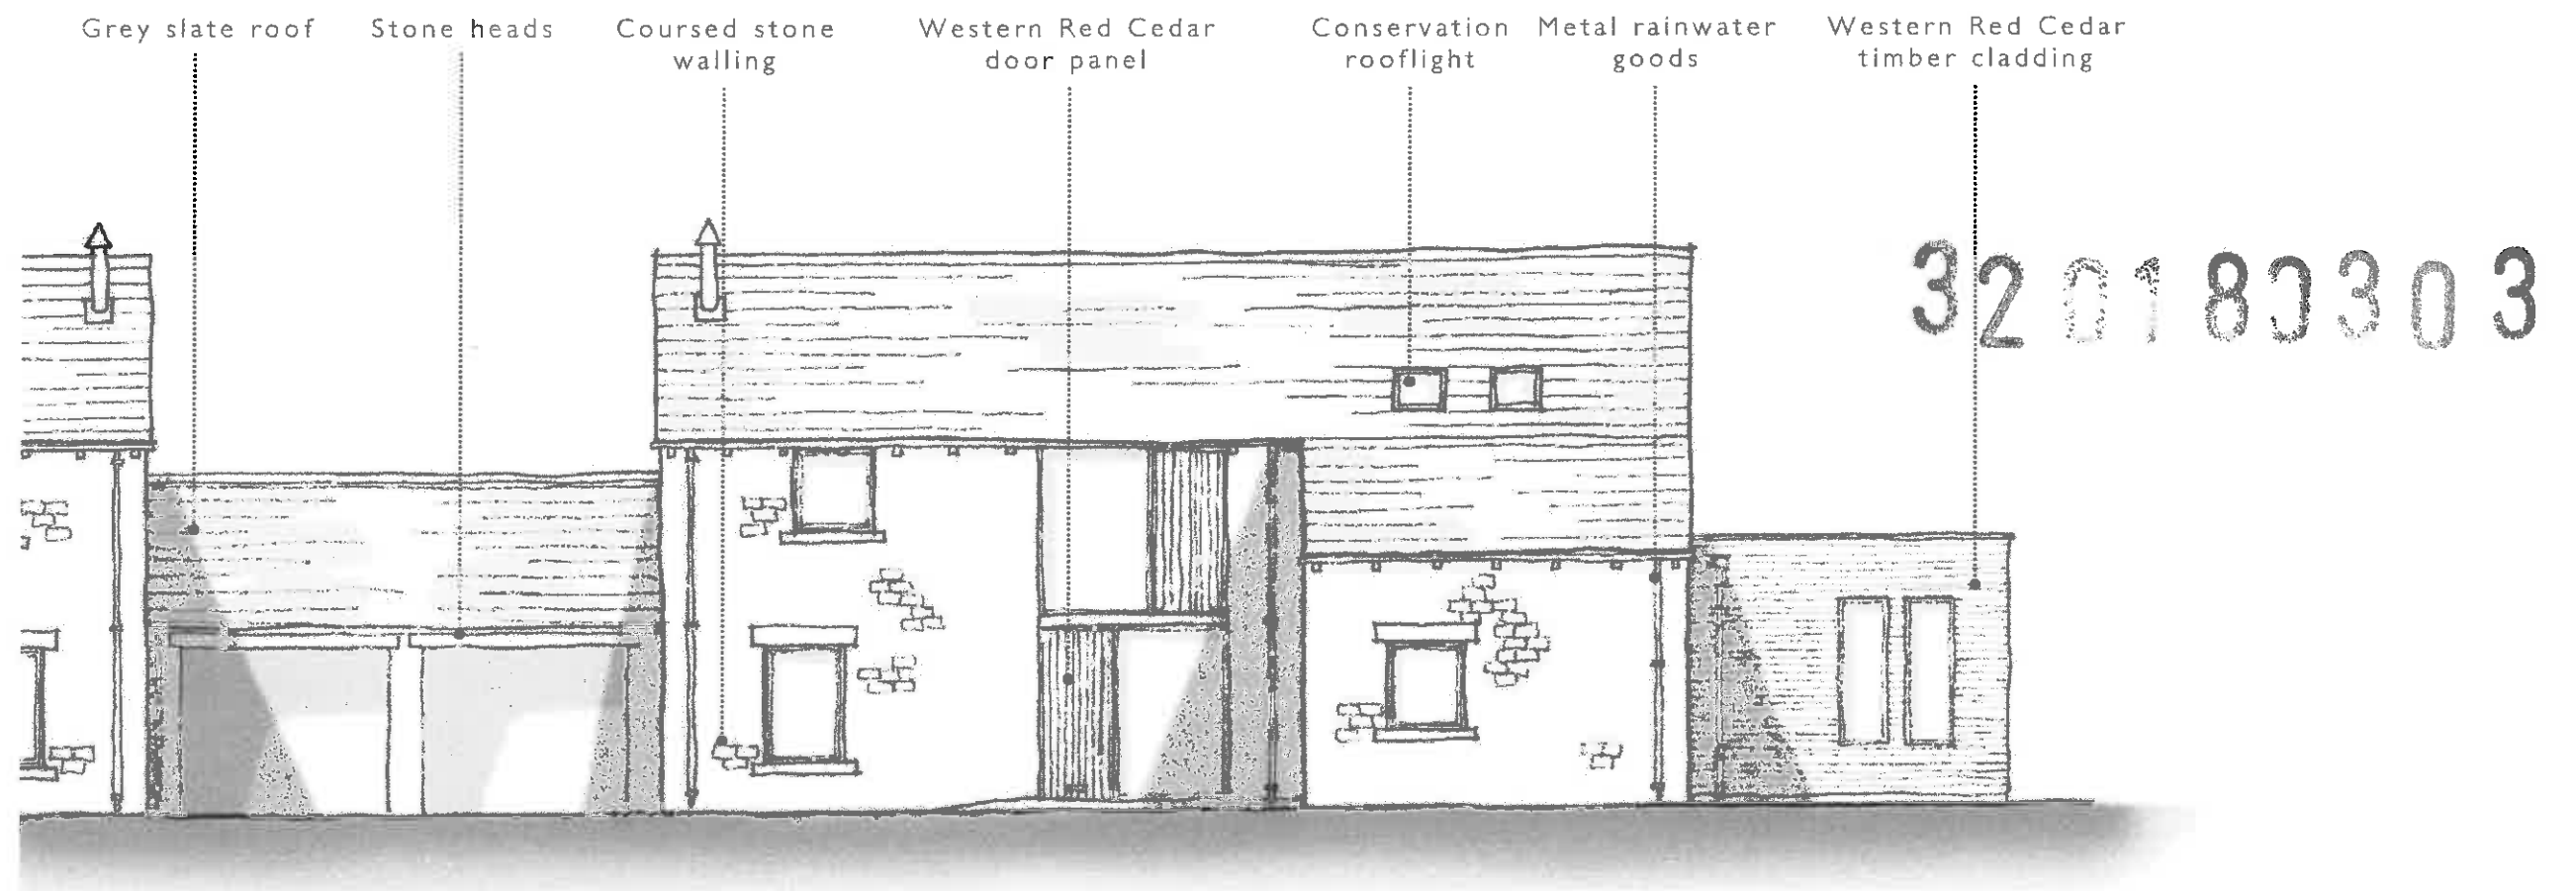 Grey slate roof
Stone heads
Coursed stone
walling
Western Red Cedar
door panel
Conservation
rooflight
Metal rainwater
goods
Western Red Cedar
timber cladding
320180303